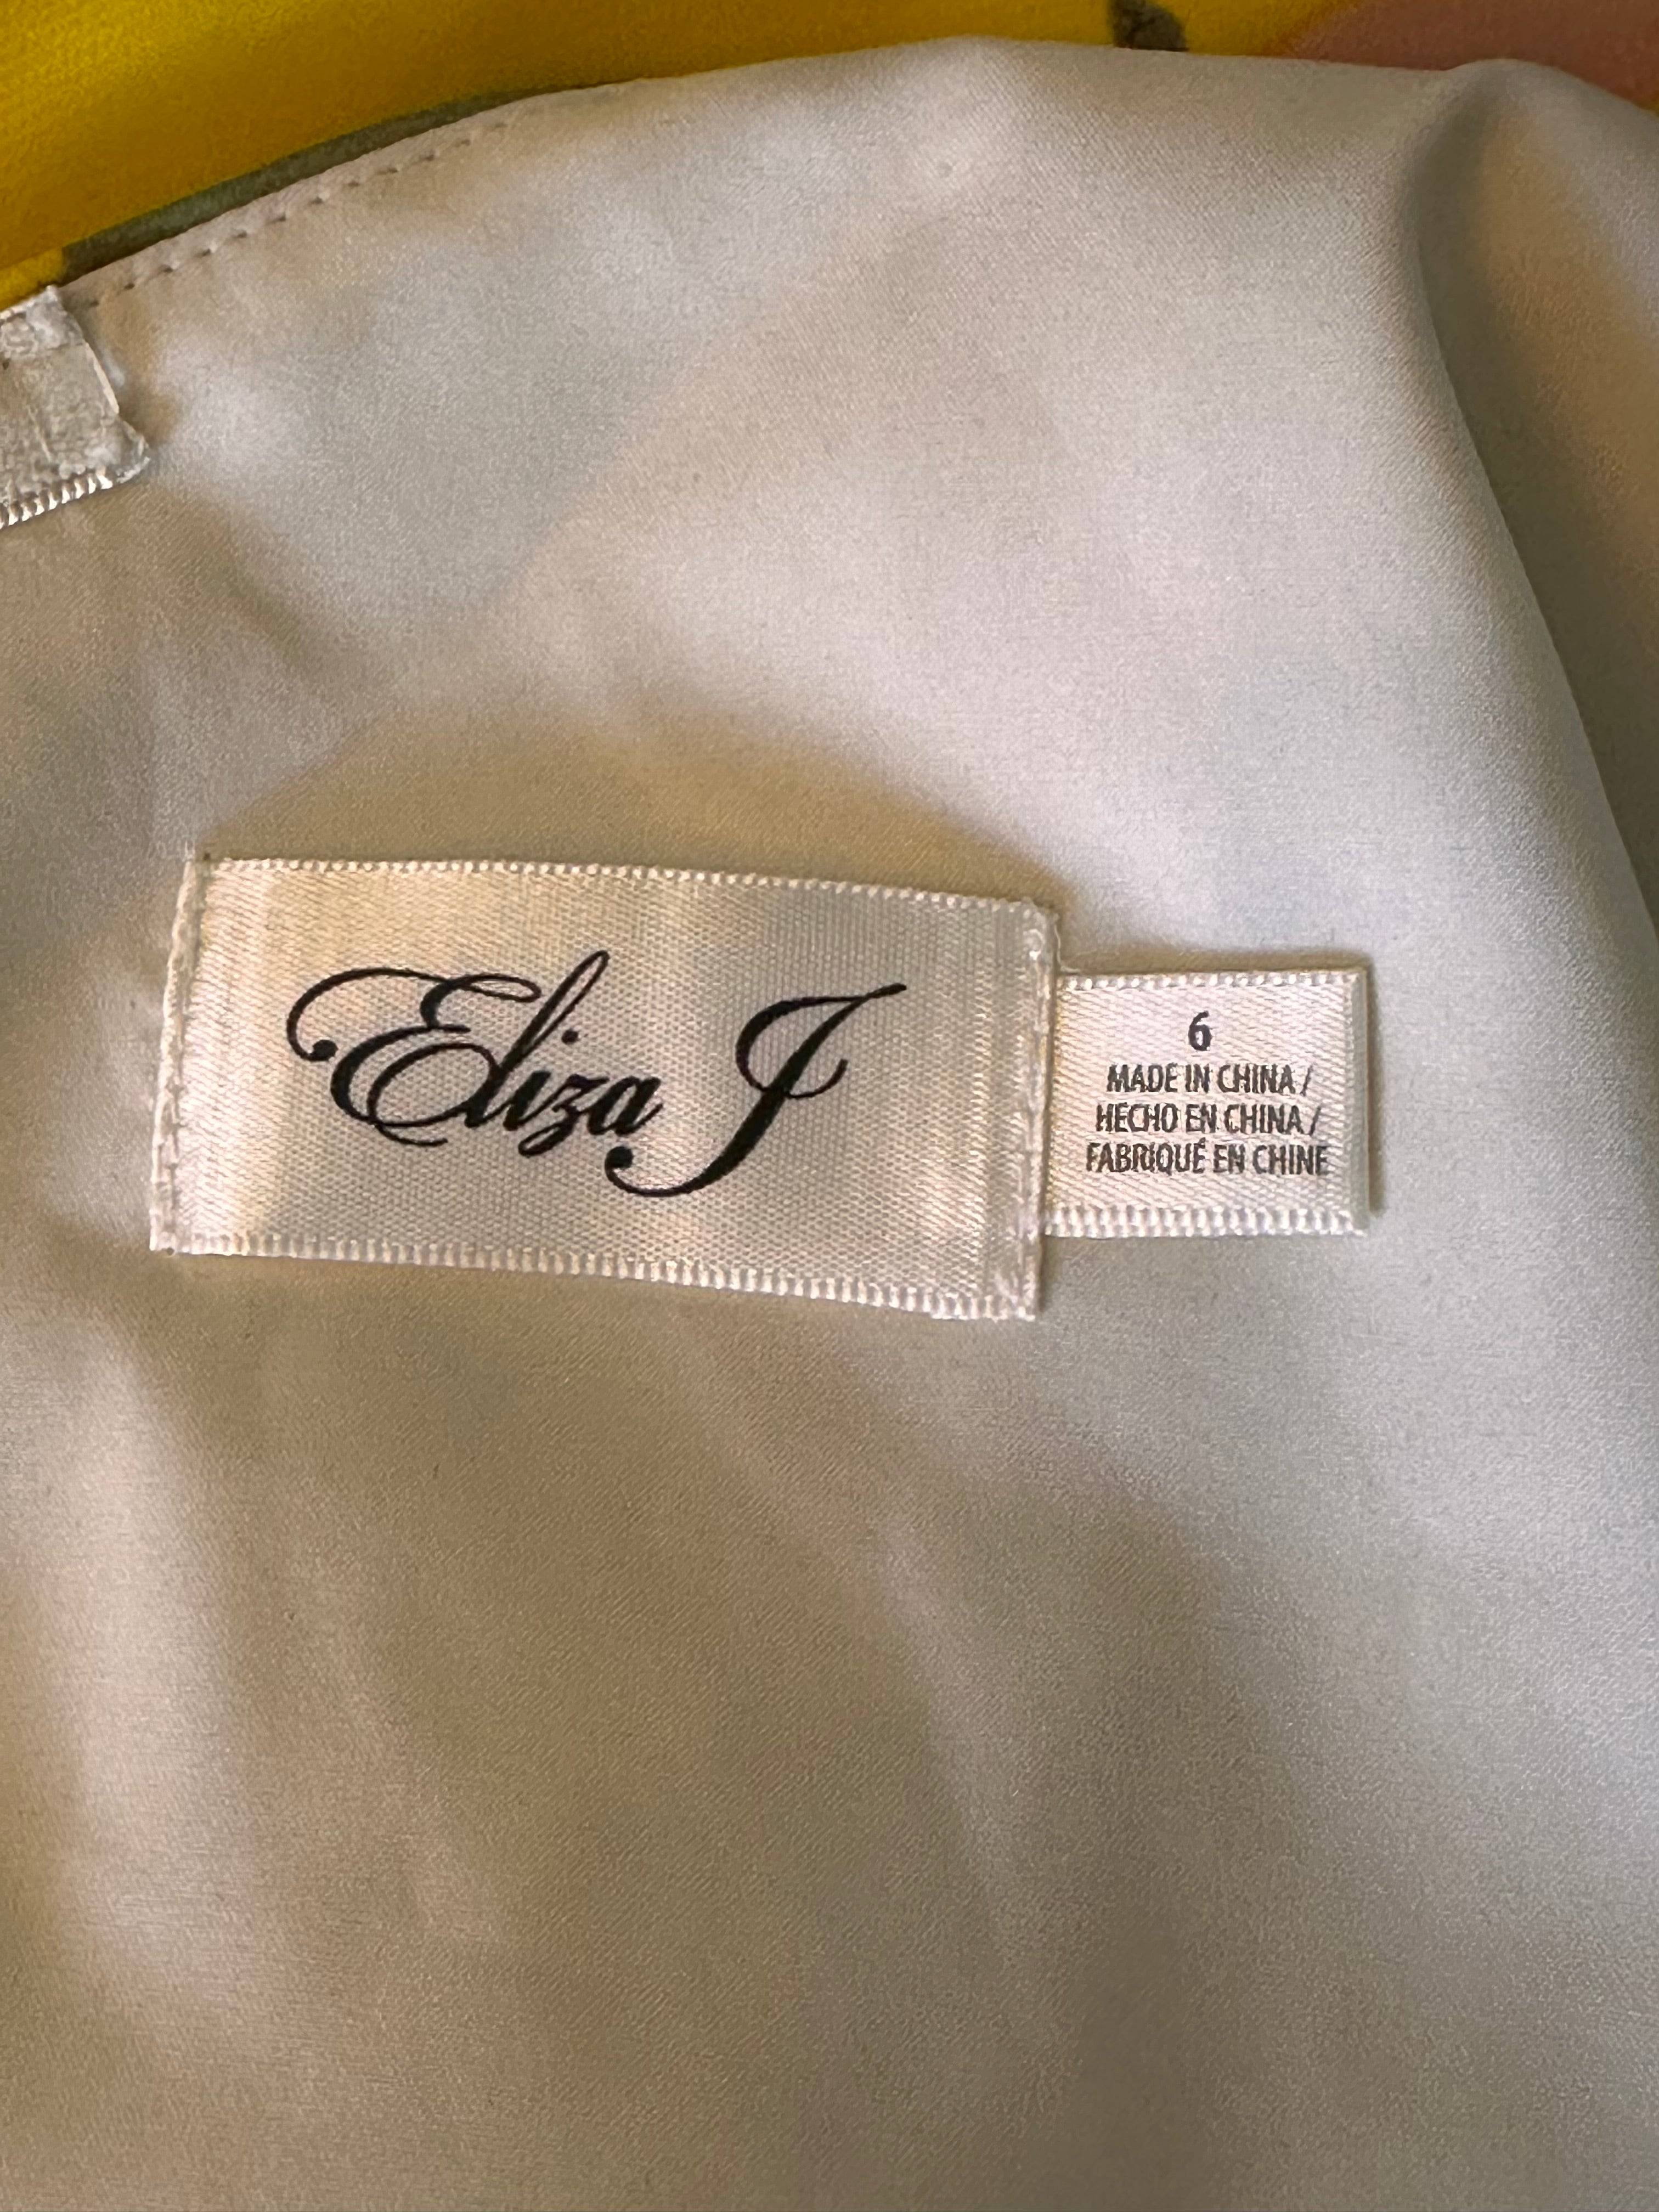 Eliza J
6
MADE IN CHINA /
HECHO EN CHINA /
FABRIQUÉ EN CHINE